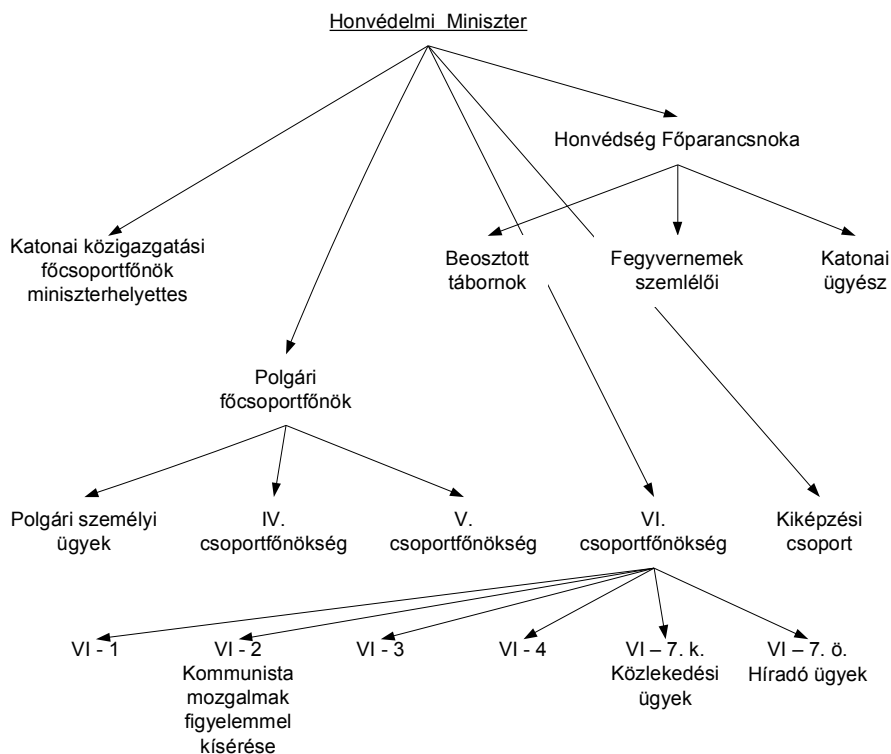 Honvédelmi Miniszter
Honvédség Főparancsnoka
Katonai közigazgatási
főcsoportfőnök
miniszterhelyettes
Beosztott
tábornok
Fegyvernemek
szemlélői
Katonai
ügyész
Polgári
főcsoportfőnök
Polgári személyi
ügyek
IV.
csoportfőnökség
V.
csoportfőnökség
VI.
csoportfőnökség
Kiképzési
csoport
VI - 1
VI - 2
Kommunista
mozgalmak
figyelemmel
kísérése
VI - 3
VI - 4
VI – 7. k.
Közlekedési
ügyek
VI – 7. ö.
Híradó ügyek